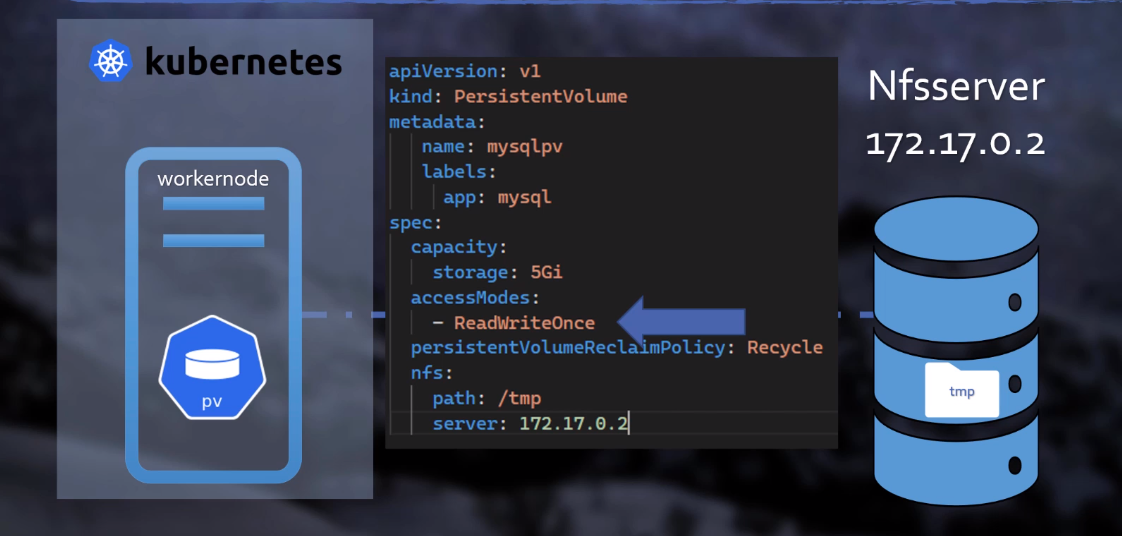 kubernetes
workernode
pv
apiVersion: v1
kind: PersistentVolume
metadata:
name: mysqlpv
labels:
app: mysql
spec:
capacity:
storage: 5Gi
accessModes:
- ReadWriteOnce
persistentVolumeReclaimPolicy: Recycle
nfs:
path: /tmp
server: 172.17.0.2
Nfsserver
172.17.0.2
tmp